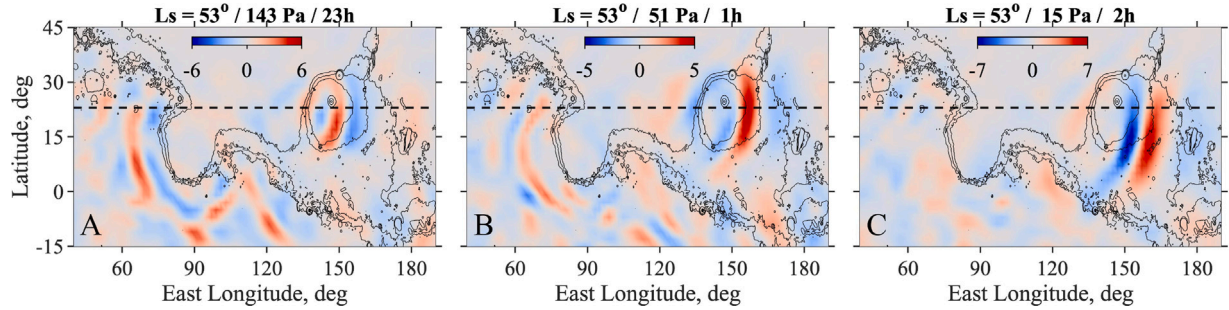 Ls = 53° / 143 Pa / 23h
Ls = 53° / 51 Pa / 1h
Ls = 53° / 15 Pa / 2h
45
30
15
0
-15
Latitude, deg
-6 0 6
-5 0 5
-7 0 7
A
B
C
60 90 120 150 180
60 90 120 150 180
60 90 120 150 180
East Longitude, deg
East Longitude, deg
East Longitude, deg